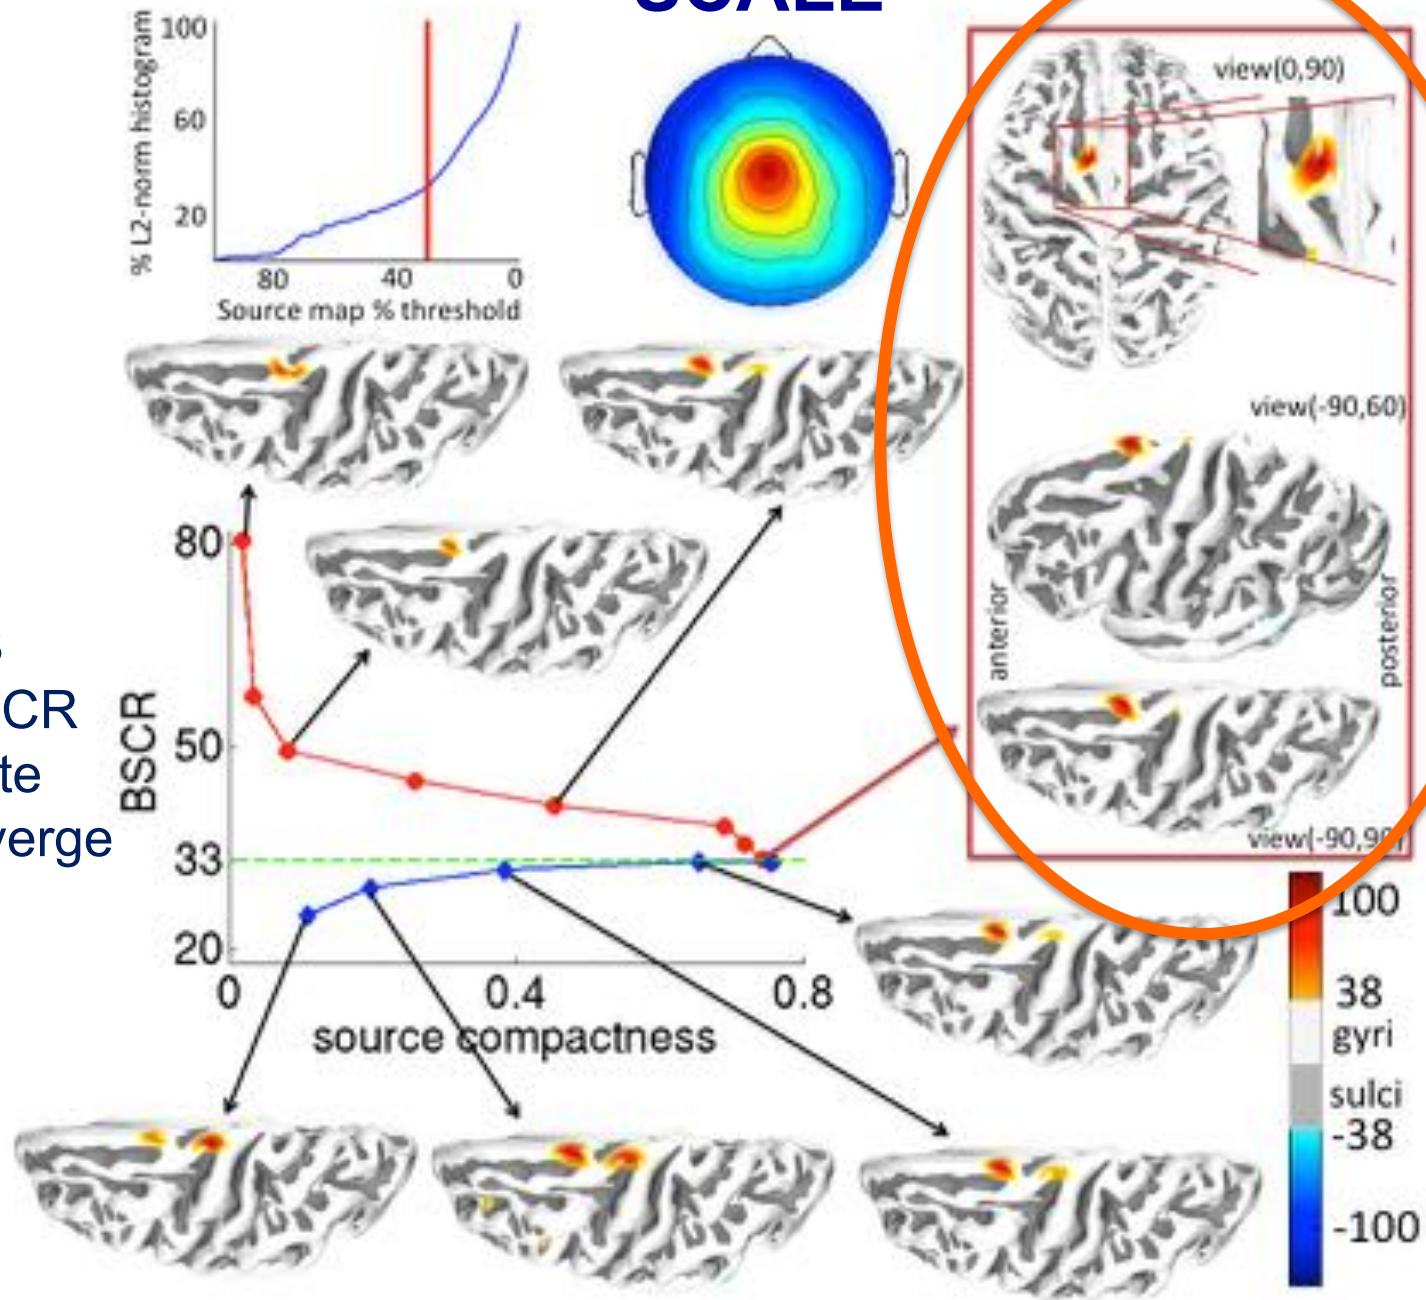 % L2-norm histogram
100
60
20
80 40 0
Source map % threshold
view(0,90)
view(-90,60)
anterior
posterior
view(-90,90)
CR
te
verge
BSCR
80
50
33
20
0 0.4 0.8
source compactness
100
38
gyri
sulci
-38
-100